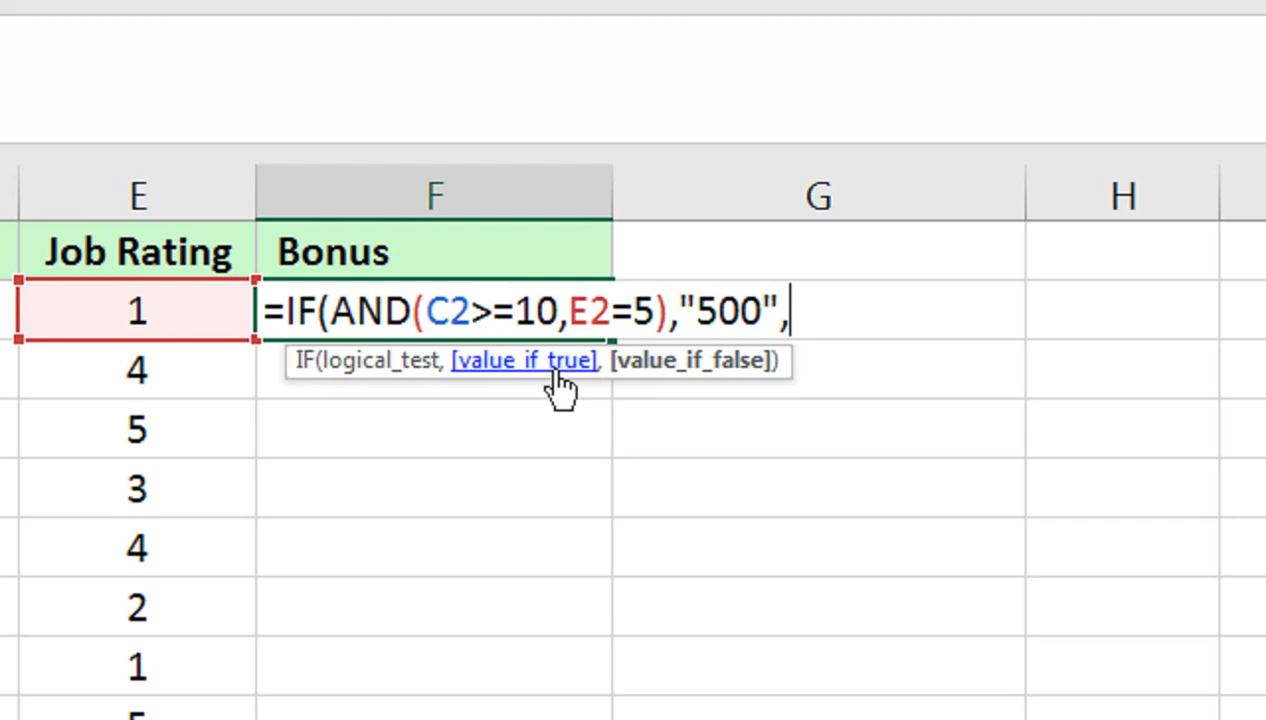 E F G H
Job Rating Bonus
1 =IF(AND(C2>=10,E2=5),"500",
IF(logical_test, [value_if_true], [value_if_false])
4
5
3
4
2
1
5